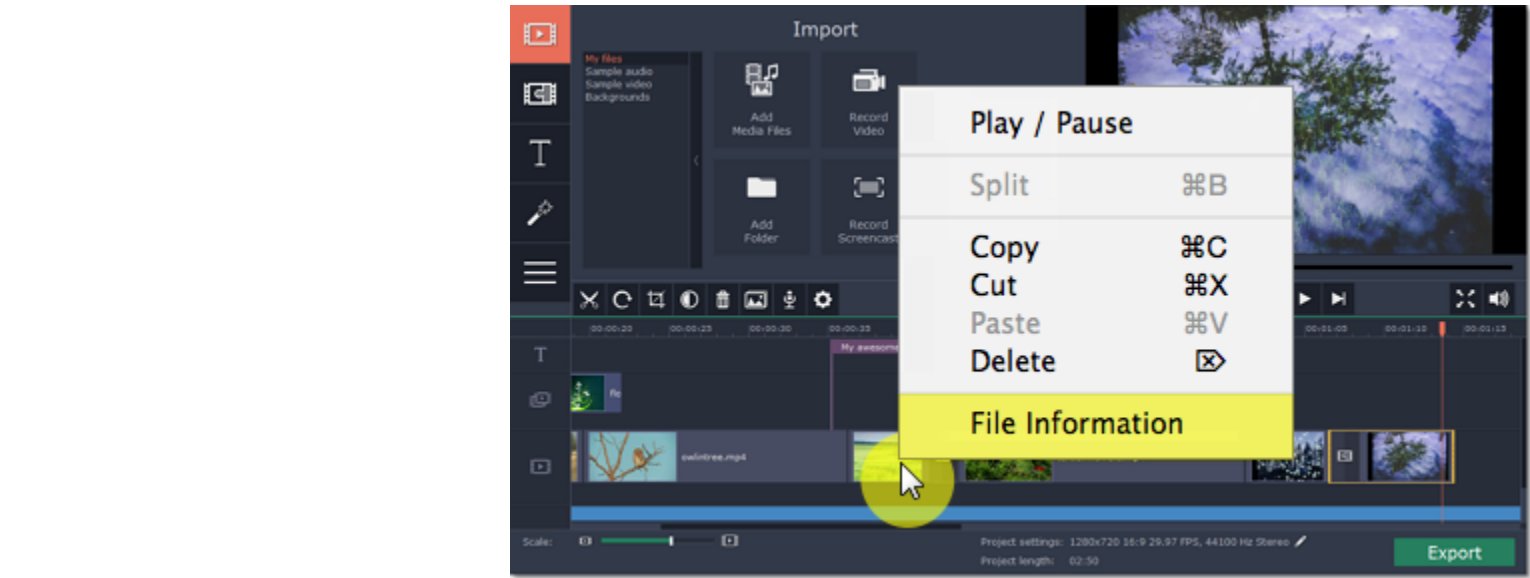 Import
My files
Sample audio
Sample video
Backgrounds
Add
Media Files
Record
Video
Add
Folder
Record
Screencast
Play / Pause
Split ⌘B
Copy ⌘C
Cut ⌘X
Paste ⌘V
Delete
File Information
00:00:20 00:00:25 00:00:30 00:00:35 00:01:05 00:01:10 00:01:15
T
My awesome
owlintree.mp4
Scale:
Project settings: 1280x720 16:9 29.97 FPS, 44100 Hz Stereo
Project length: 02:50
Export